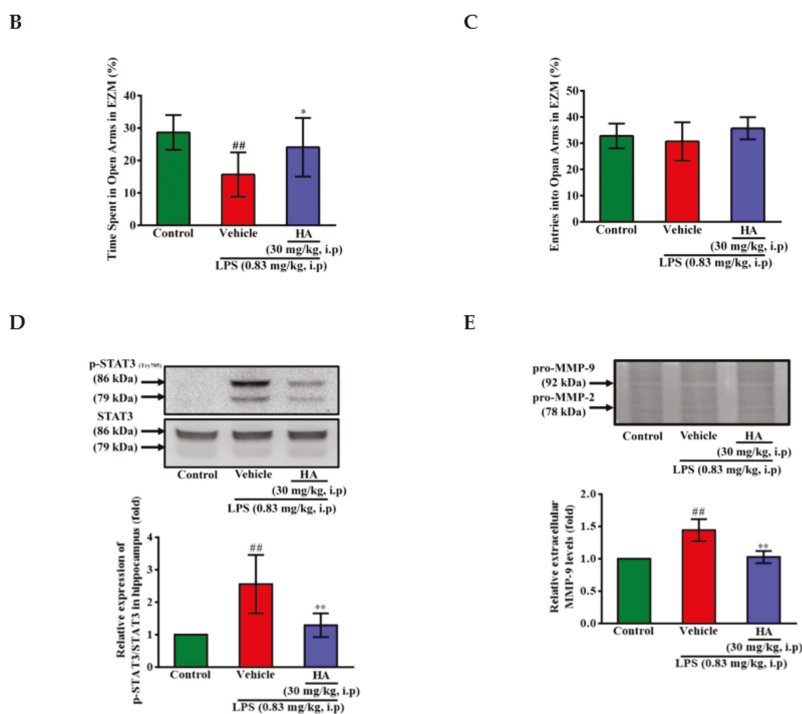 B
Time Spent in Open Arms in EZM (%)
40
30
20
10
0
##
*
Control
Vehicle
HA
(30 mg/kg, i.p)
LPS (0.83 mg/kg, i.p)
C
Entries into Opan Arms in EZM (%)
50
40
30
20
10
0
Control
Vehicle
HA
(30 mg/kg, i.p)
LPS (0.83 mg/kg, i.p)
D
p-STAT3 (Try705)
(86 kDa)
(79 kDa)
STAT3
(86 kDa)
(79 kDa)
Control
Vehicle
HA
(30 mg/kg, i.p)
LPS (0.83 mg/kg, i.p)
Relative expression of
p-STAT3/STAT3 in hippocampus (fold)
4
3
2
1
0
##
**
Control
Vehicle
HA
(30 mg/kg, i.p)
LPS (0.83 mg/kg, i.p)
E
pro-MMP-9
(92 kDa)
pro-MMP-2
(78 kDa)
Control
Vehicle
HA
(30 mg/kg, i.p)
LPS (0.83 mg/kg, i.p)
Relative extracellular
MMP-9 levels (fold)
2.0
1.5
1.0
0.5
0.0
##
**
Control
Vehicle
HA
(30 mg/kg, i.p)
LPS (0.83 mg/kg, i.p)